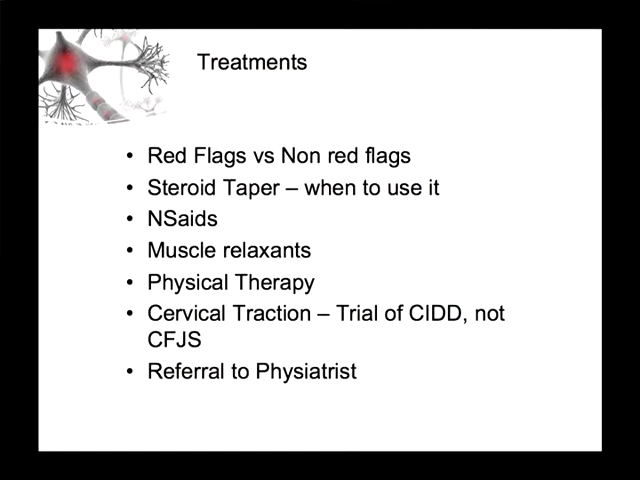 Treatments
• Red Flags vs Non red flags
• Steroid Taper – when to use it
• NSaids
• Muscle relaxants
• Physical Therapy
• Cervical Traction – Trial of CIDD, not
CFJS
• Referral to Physiatrist